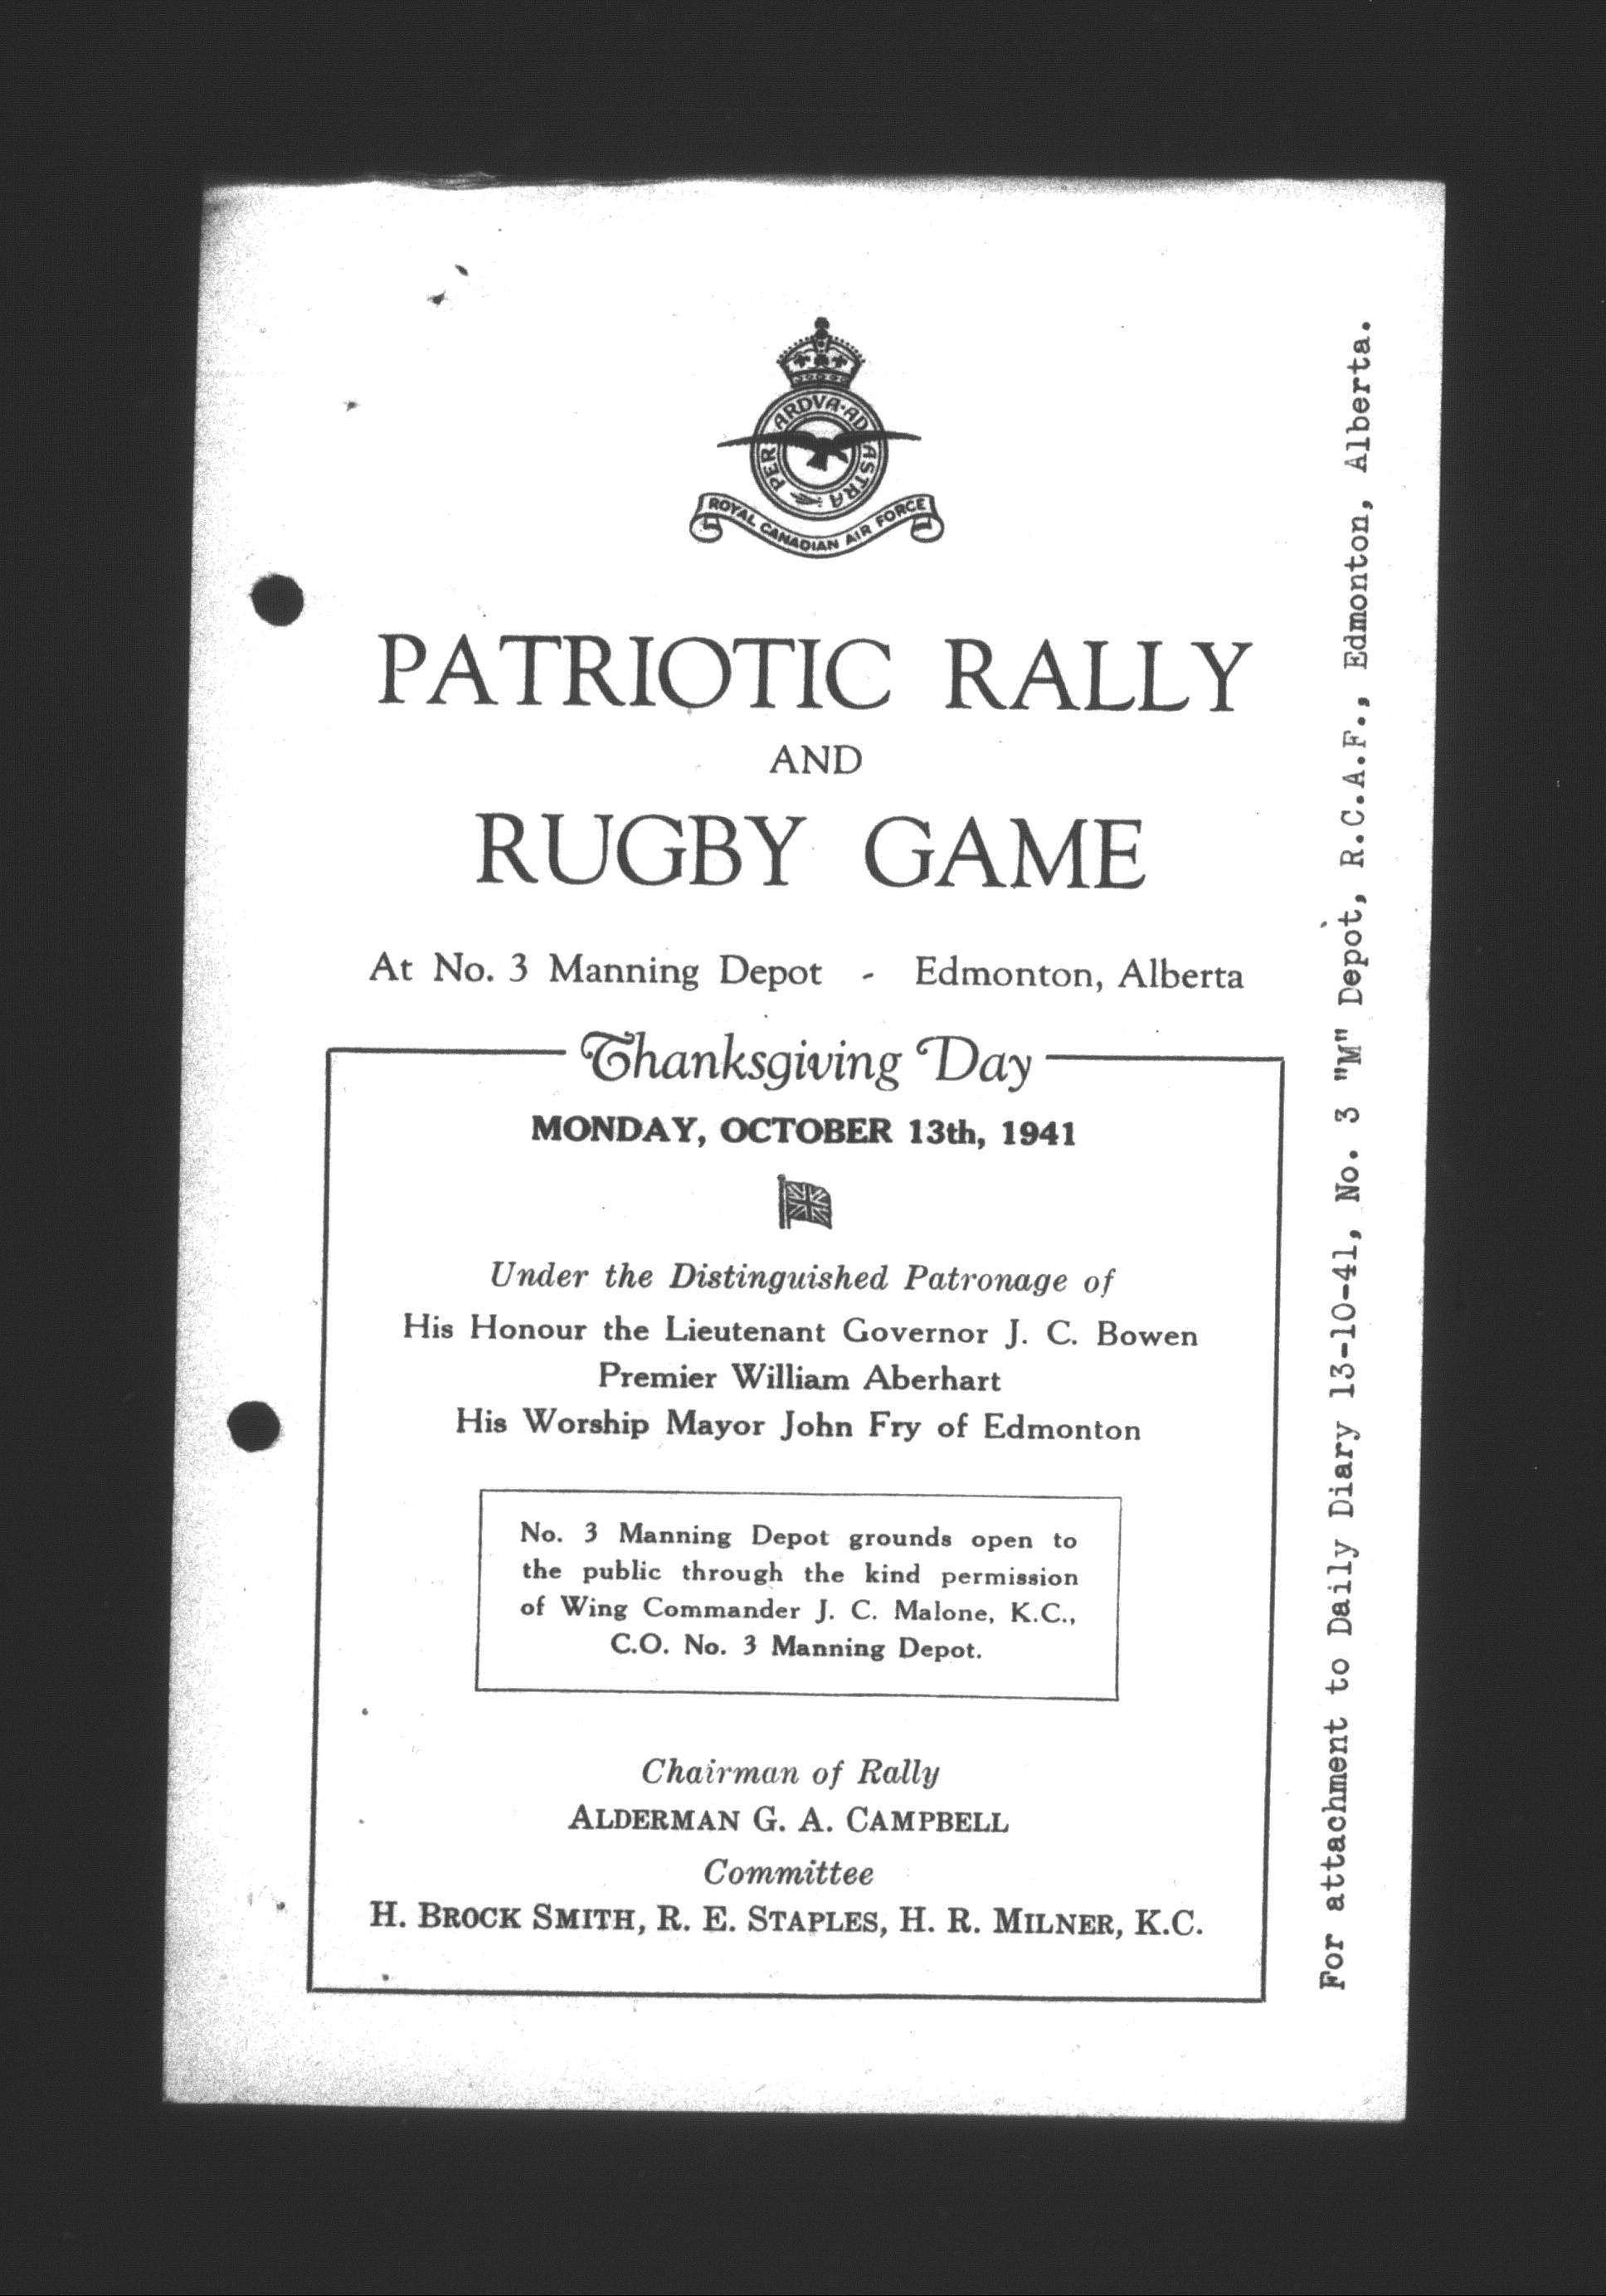 PER ARDVA·AD ASTRA
ROYAL CANADIAN AIR FORCE
PATRIOTIC RALLY
AND
RUGBY GAME
At No. 3 Manning Depot - Edmonton, Alberta
Thanksgiving Day
MONDAY, OCTOBER 13th, 1941
Under the Distinguished Patronage of
His Honour the Lieutenant Governor J. C. Bowen
Premier William Aberhart
His Worship Mayor John Fry of Edmonton
No. 3 Manning Depot grounds open to
the public through the kind permission
of Wing Commander J. C. Malone, K.C.,
C.O. No. 3 Manning Depot.
Chairman of Rally
ALDERMAN G. A. CAMPBELL
Committee
H. BROCK SMITH, R. E. STAPLES, H. R. MILNER, K.C.
For attachment to Daily Diary 13-10-41, No. 3 "M" Depot, R.C.A.F., Edmonton, Alberta.